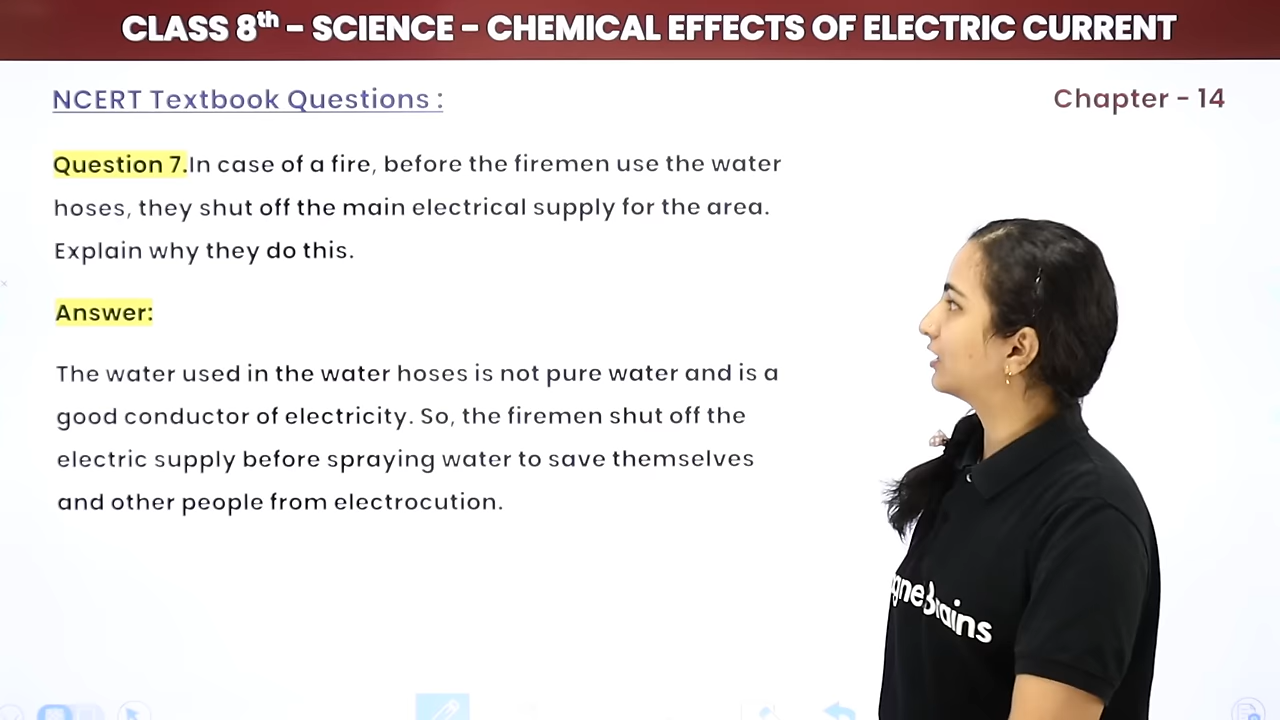 CLASS 8th - SCIENCE - CHEMICAL EFFECTS OF ELECTRIC CURRENT
NCERT Textbook Questions :
Chapter - 14
Question 7.In case of a fire, before the firemen use the water
hoses, they shut off the main electrical supply for the area.
Explain why they do this.
Answer:
The water used in the water hoses is not pure water and is a
good conductor of electricity. So, the firemen shut off the
electric supply before spraying water to save themselves
and other people from electrocution.
gneBrains